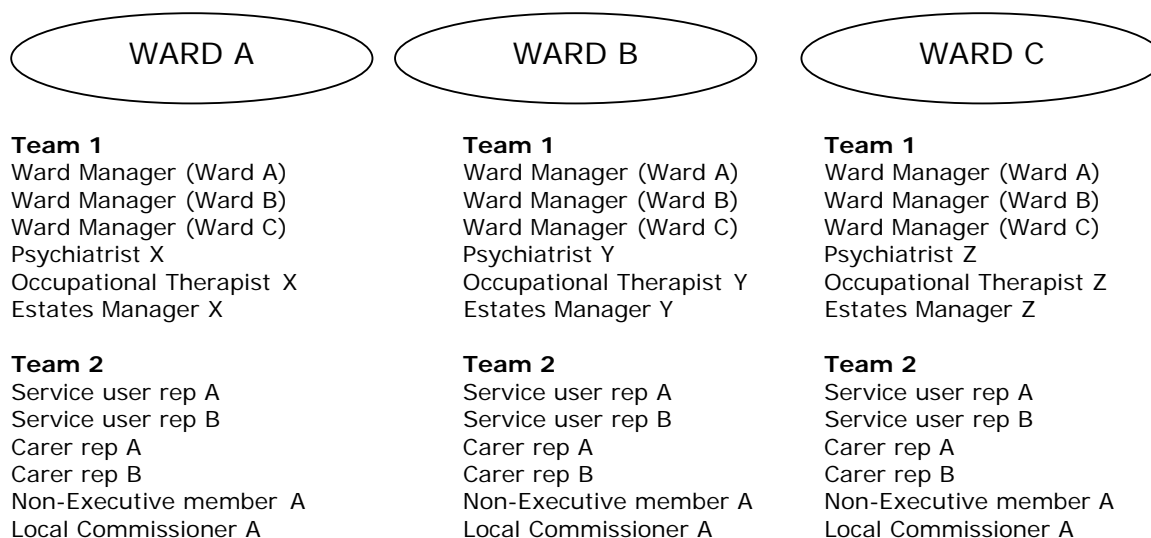 WARD A
WARD B
WARD C
Team 1
Ward Manager (Ward A)
Ward Manager (Ward B)
Ward Manager (Ward C)
Psychiatrist X
Occupational Therapist X
Estates Manager X
Team 2
Service user rep A
Service user rep B
Carer rep A
Carer rep B
Non-Executive member A
Local Commissioner A
Team 1
Ward Manager (Ward A)
Ward Manager (Ward B)
Ward Manager (Ward C)
Psychiatrist Y
Occupational Therapist Y
Estates Manager Y
Team 2
Service user rep A
Service user rep B
Carer rep A
Carer rep B
Non-Executive member A
Local Commissioner A
Team 1
Ward Manager (Ward A)
Ward Manager (Ward B)
Ward Manager (Ward C)
Psychiatrist Z
Occupational Therapist Z
Estates Manager Z
Team 2
Service user rep A
Service user rep B
Carer rep A
Carer rep B
Non-Executive member A
Local Commissioner A